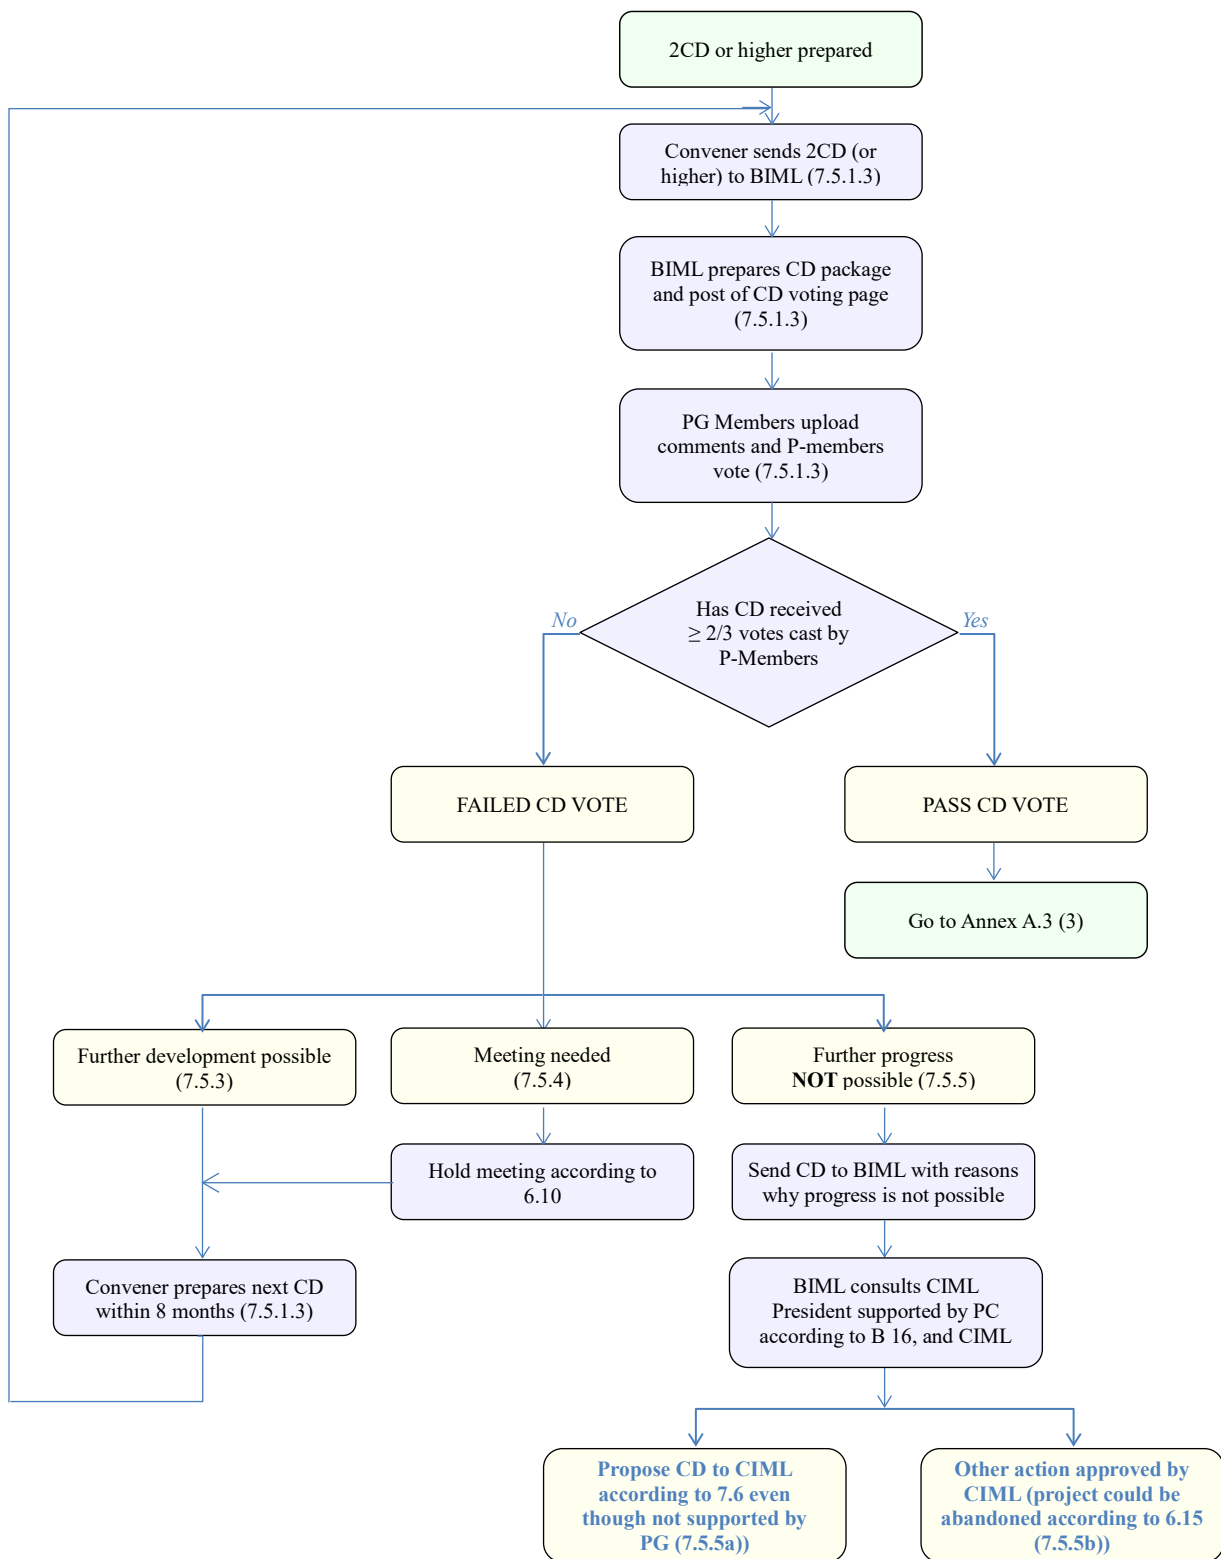 2CD or higher prepared
Convener sends 2CD (or
higher) to BIML (7.5.1.3)
BIML prepares CD package
and post of CD voting page
(7.5.1.3)
PG Members upload
comments and P-members
vote (7.5.1.3)
Has CD received
≥ 2/3 votes cast by
P-Members
No
Yes
FAILED CD VOTE
PASS CD VOTE
Go to Annex A.3 (3)
Further development possible
(7.5.3)
Meeting needed
(7.5.4)
Further progress
NOT possible (7.5.5)
Hold meeting according to
6.10
Send CD to BIML with reasons
why progress is not possible
Convener prepares next CD
within 8 months (7.5.1.3)
BIML consults CIML
President supported by PC
according to B 16, and CIML
Propose CD to CIML
according to 7.6 even
though not supported by
PG (7.5.5a))
Other action approved by
CIML (project could be
abandoned according to 6.15
(7.5.5b))